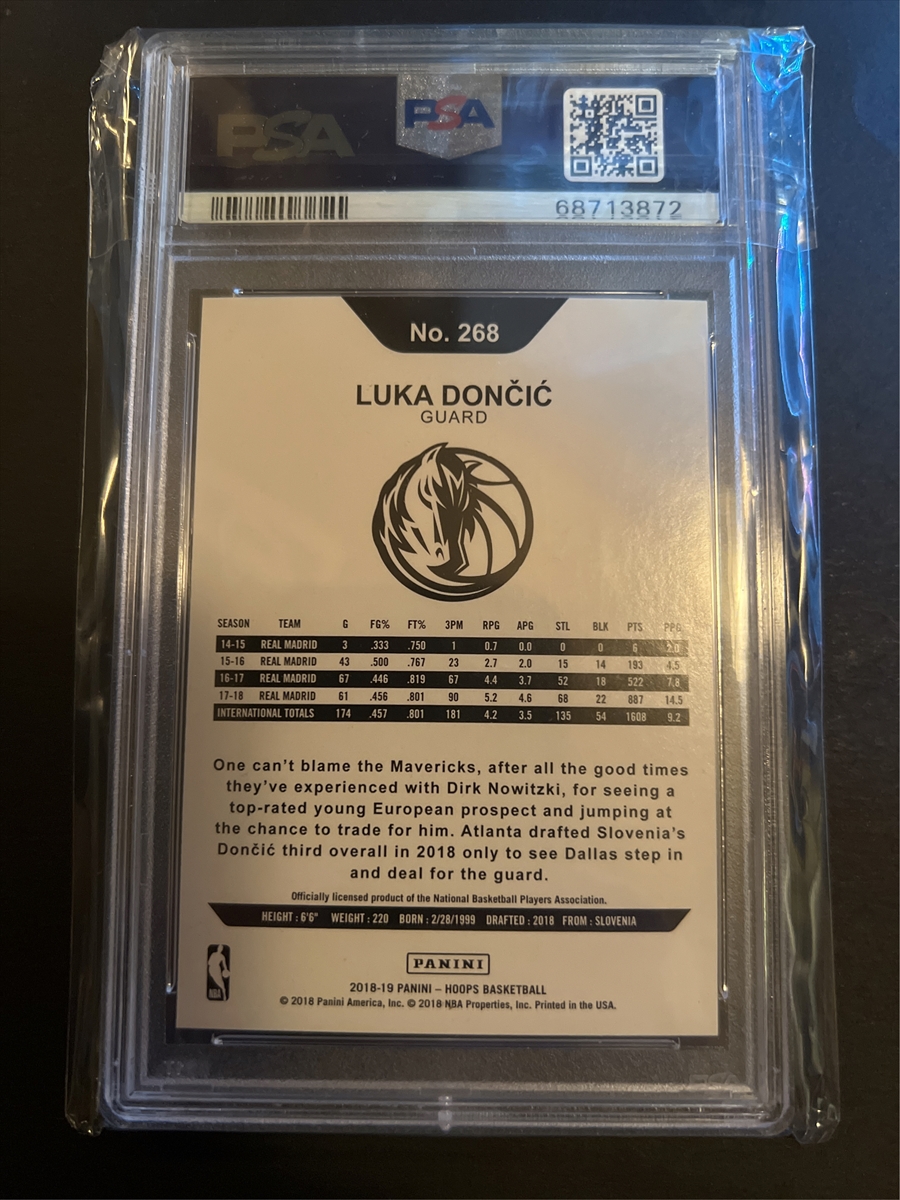 PSA PSA
68713872
No. 268
LUKA DONČIĆ
GUARD
SEASON TEAM G FG% FT% 3PM RPG APG STL BLK PTS PPG
14-15 REAL MADRID 3 .333 .750 1 0.7 0.0 0 0 6 2.0
15-16 REAL MADRID 43 .500 .767 23 2.7 2.0 15 14 193 4.5
16-17 REAL MADRID 67 .446 .819 67 4.4 3.7 52 18 522 7.8
17-18 REAL MADRID 61 .456 .801 90 5.2 4.6 68 22 887 14.5
INTERNATIONAL TOTALS 174 .457 .801 181 4.2 3.5 135 54 1608 9.2
One can't blame the Mavericks, after all the good times
they've experienced with Dirk Nowitzki, for seeing a
top-rated young European prospect and jumping at
the chance to trade for him. Atlanta drafted Slovenia's
Dončić third overall in 2018 only to see Dallas step in
and deal for the guard.
Officially licensed product of the National Basketball Players Association.
HEIGHT : 6'6" WEIGHT : 220 BORN : 2/28/1999 DRAFTED : 2018 FROM : SLOVENIA
NBA
PANINI
2018-19 PANINI – HOOPS BASKETBALL
© 2018 Panini America, Inc. © 2018 NBA Properties, Inc. Printed in the USA.